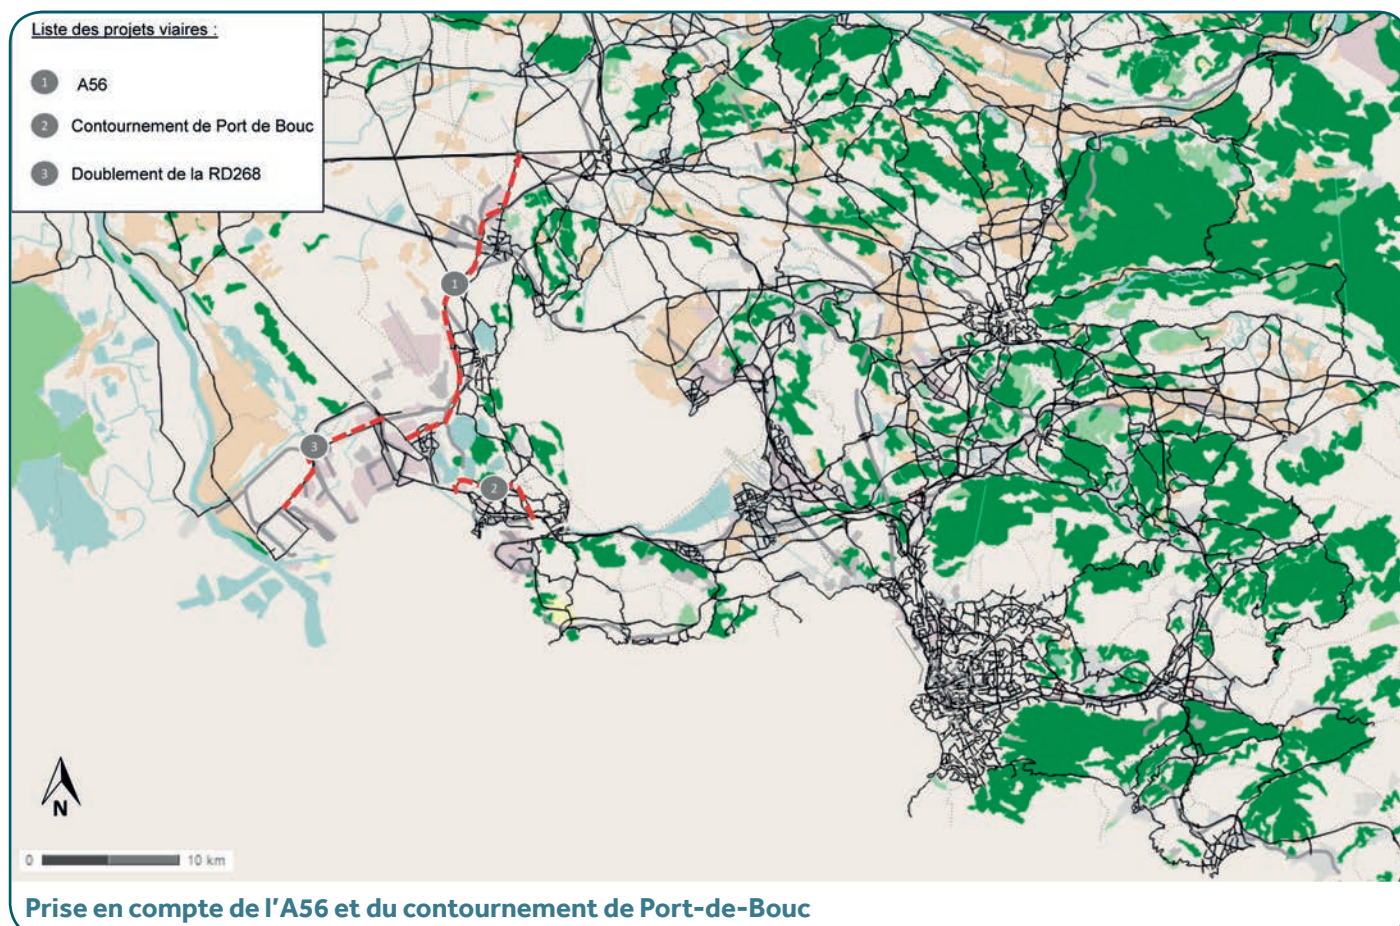 Liste des projets viaires :
1 A56
2 Contournement de Port de Bouc
3 Doublement de la RD268
1
3
2
N
0 10 km
Prise en compte de l'A56 et du contournement de Port-de-Bouc